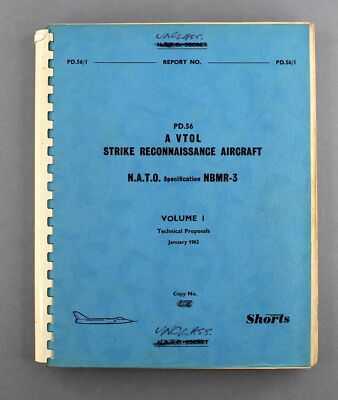 UNCLASS.
N.A.T.O. SECRET
PD.56/1 REPORT NO. PD.56/1
PD.56
A VTOL
STRIKE RECONNAISSANCE AIRCRAFT
N.A.T.O. Specification NBMR-3
VOLUME I
Technical Proposals
January 1962
Copy No.
UNCLASS.
N.A.T.O. SECRET
Shorts